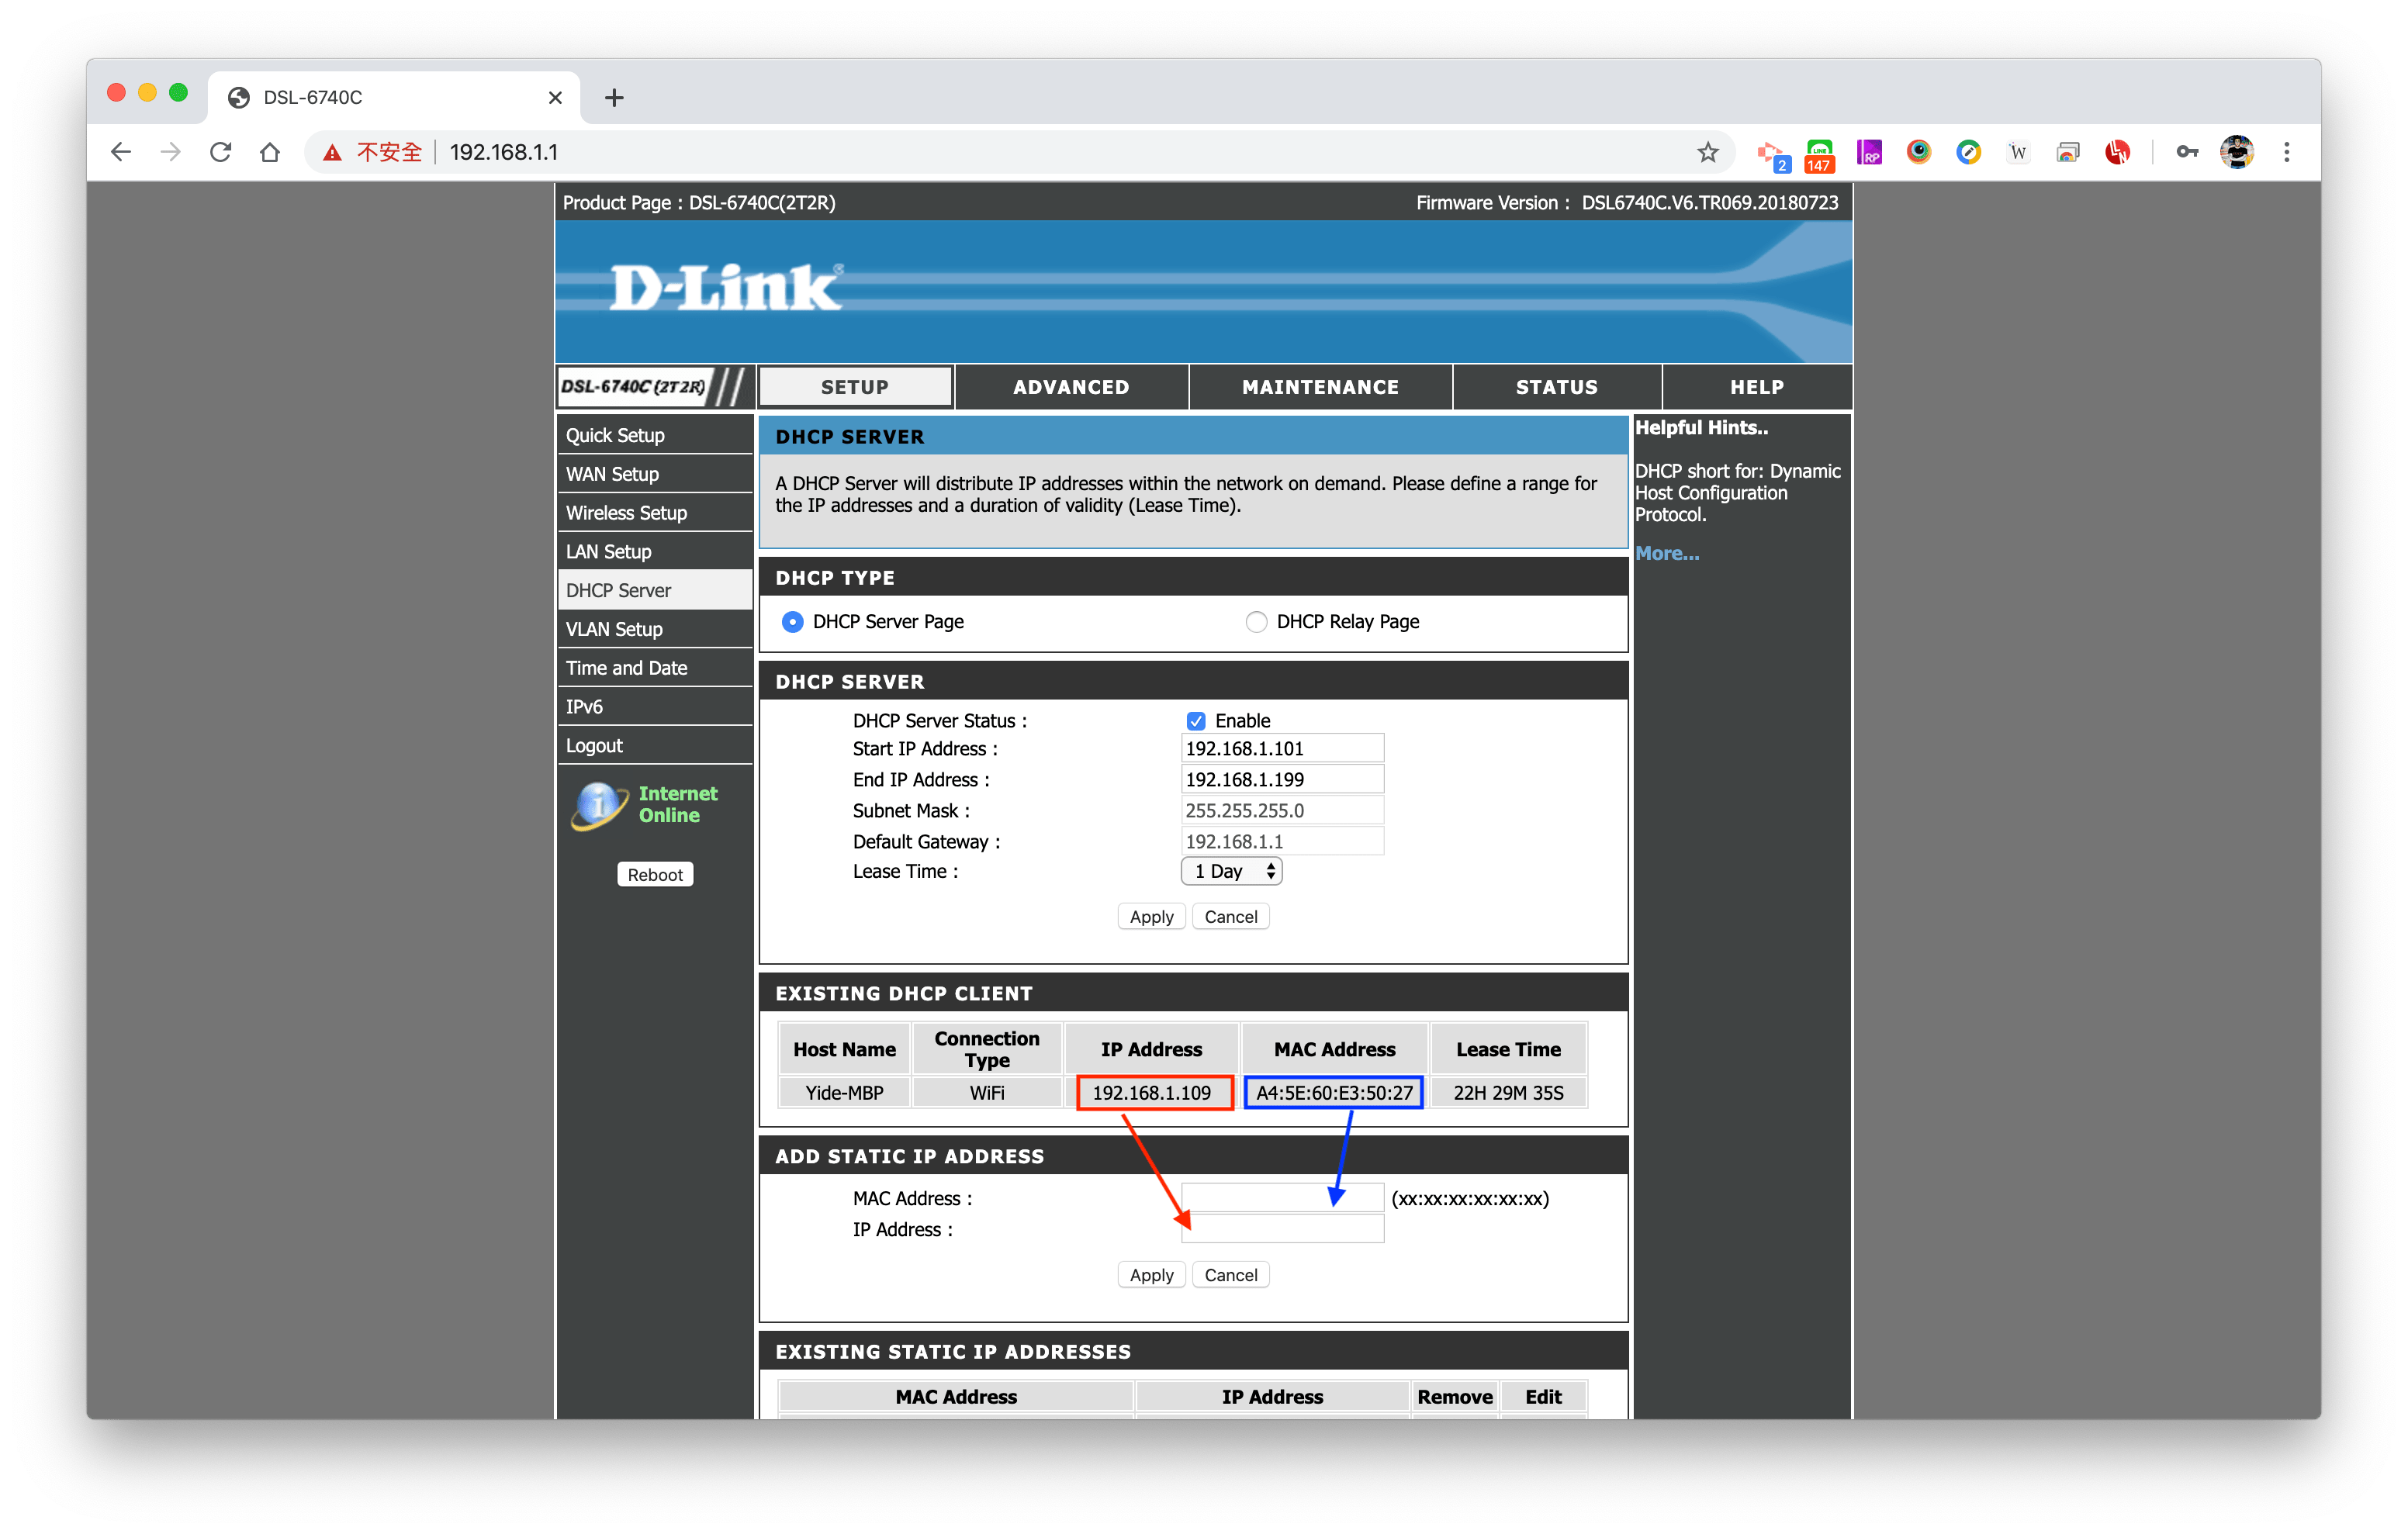 DSL-6740C
不安全 192.168.1.1
2
LINE
147
RP
W
Product Page : DSL-6740C(2T2R) Firmware Version : DSL6740C.V6.TR069.20180723
D-Link
DSL-6740C (2T2R) SETUP ADVANCED MAINTENANCE STATUS HELP
Quick Setup
WAN Setup
Wireless Setup
LAN Setup
DHCP Server
VLAN Setup
Time and Date
IPv6
Logout
Internet
Online
Reboot
DHCP SERVER
A DHCP Server will distribute IP addresses within the network on demand. Please define a range for
the IP addresses and a duration of validity (Lease Time).
DHCP TYPE
DHCP Server Page DHCP Relay Page
DHCP SERVER
DHCP Server Status : Enable
Start IP Address : 192.168.1.101
End IP Address : 192.168.1.199
Subnet Mask : 255.255.255.0
Default Gateway : 192.168.1.1
Lease Time : 1 Day
Apply Cancel
EXISTING DHCP CLIENT
Host Name Connection Type IP Address MAC Address Lease Time
Yide-MBP WiFi 192.168.1.109 A4:5E:60:E3:50:27 22H 29M 35S
ADD STATIC IP ADDRESS
MAC Address : (xx:xx:xx:xx:xx:xx)
IP Address :
Apply Cancel
EXISTING STATIC IP ADDRESSES
MAC Address IP Address Remove Edit
Helpful Hints..
DHCP short for: Dynamic
Host Configuration
Protocol.
More...